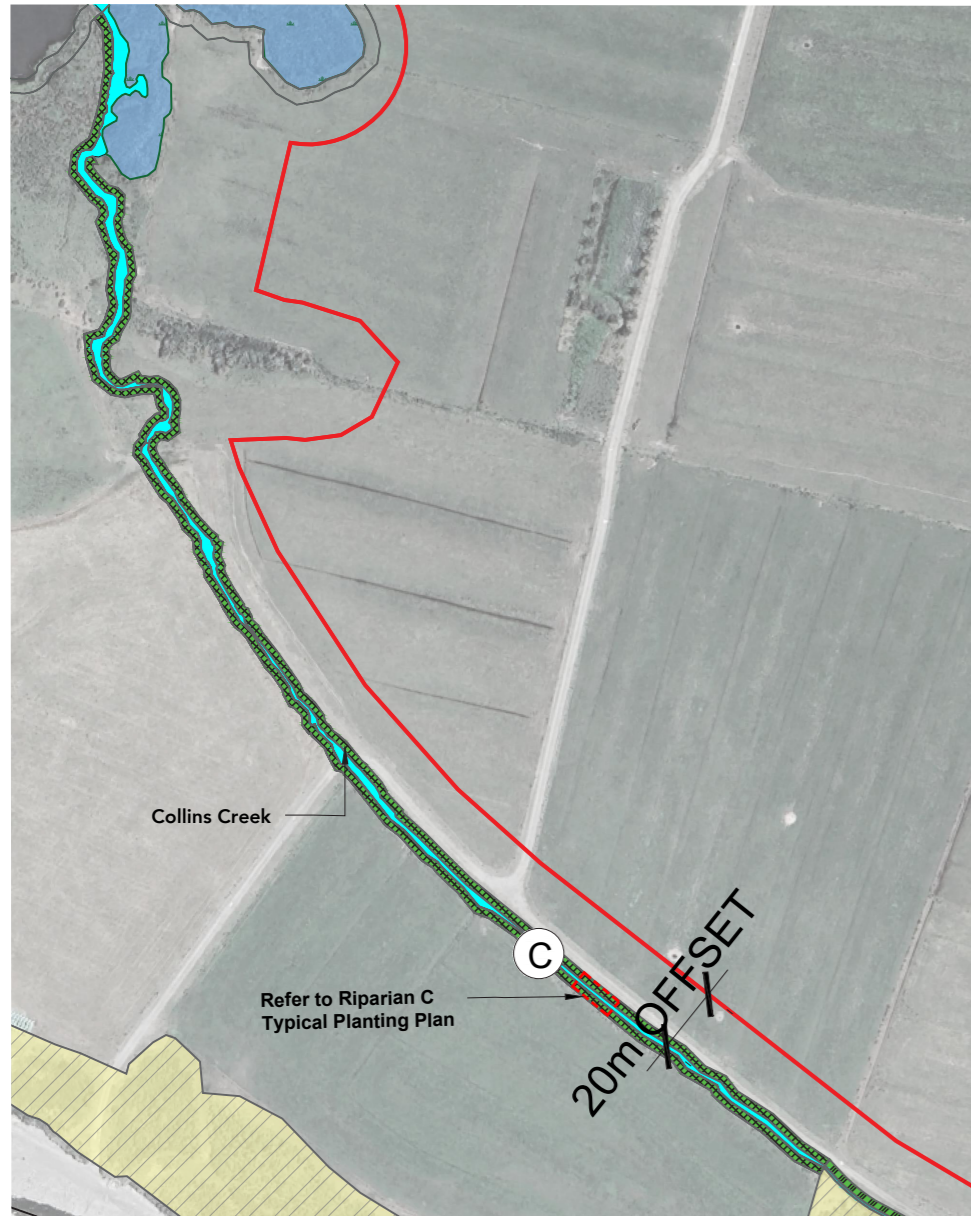 Collins Creek
C
Refer to Riparian C
Typical Planting Plan
20m OFFSET